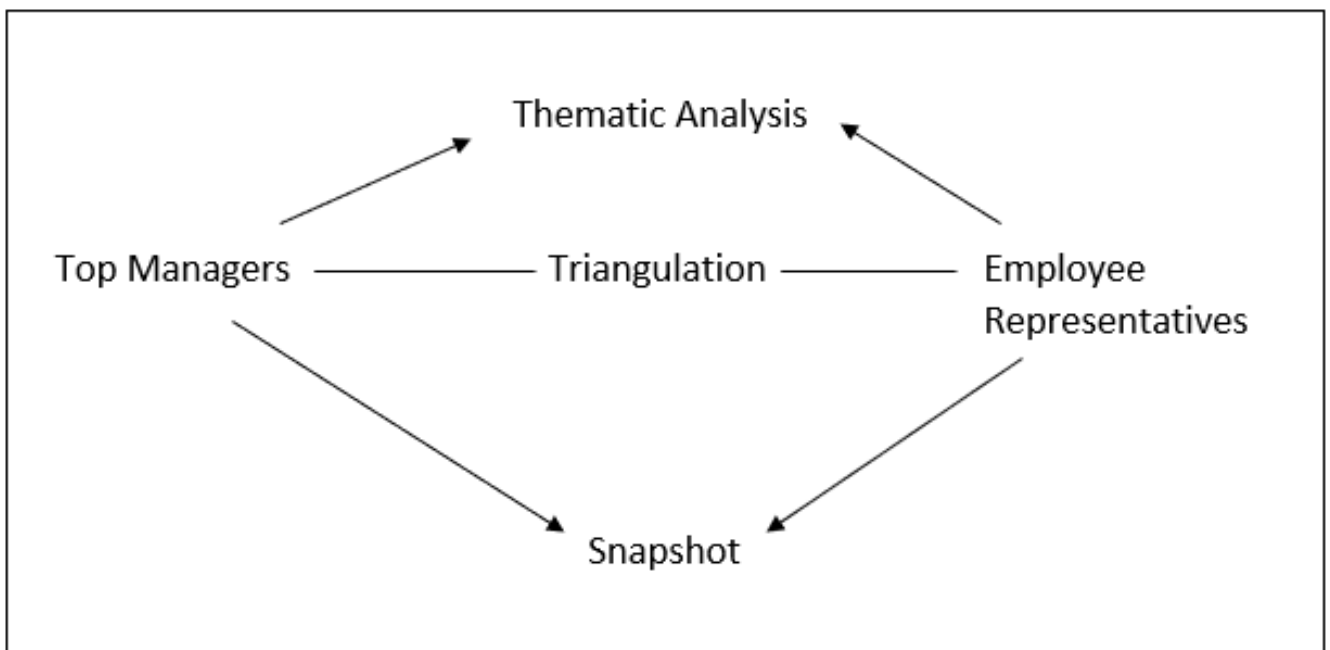 Thematic Analysis
Top Managers
Triangulation
Employee
Representatives
Snapshot